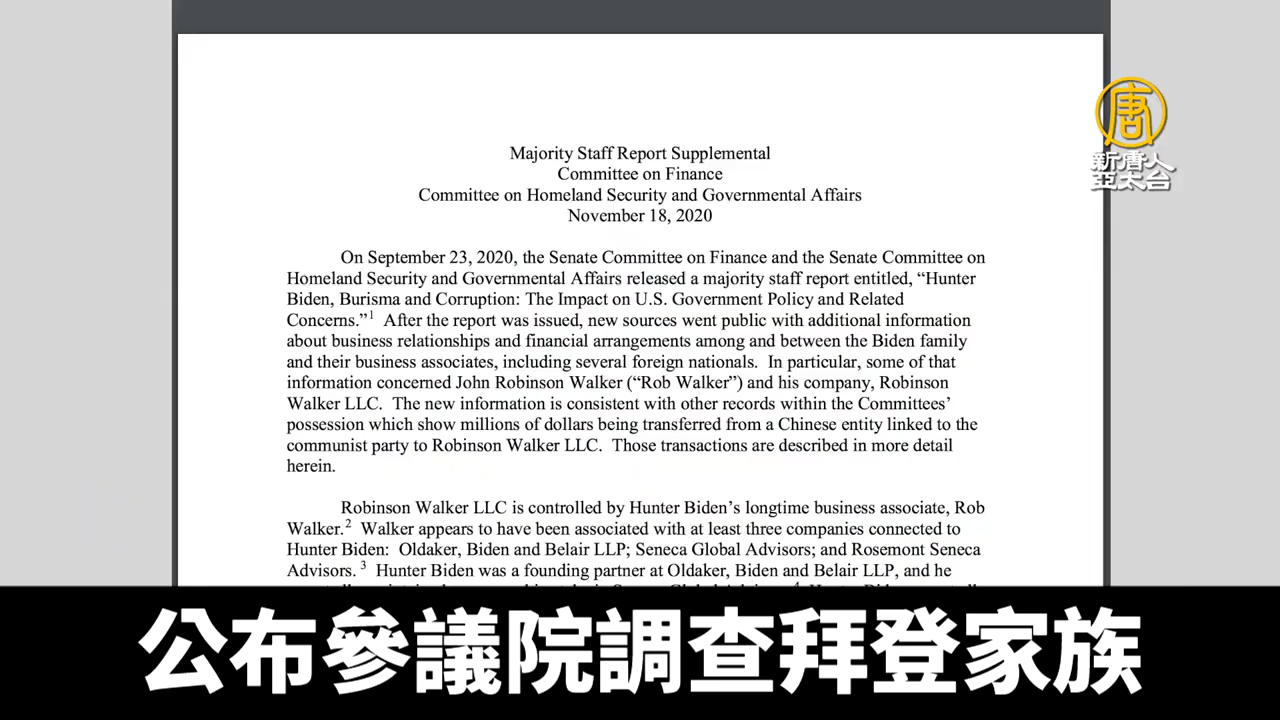 Majority Staff Report Supplemental
Committee on Finance
Committee on Homeland Security and Governmental Affairs
November 18, 2020
On September 23, 2020, the Senate Committee on Finance and the Senate Committee on
Homeland Security and Governmental Affairs released a majority staff report entitled, “Hunter
Biden, Burisma and Corruption: The Impact on U.S. Government Policy and Related
Concerns.”1 After the report was issued, new sources went public with additional information
about business relationships and financial arrangements among and between the Biden family
and their business associates, including several foreign nationals. In particular, some of that
information concerned John Robinson Walker (“Rob Walker”) and his company, Robinson
Walker LLC. The new information is consistent with other records within the Committees’
possession which show millions of dollars being transferred from a Chinese entity linked to the
communist party to Robinson Walker LLC. Those transactions are described in more detail
herein.
Robinson Walker LLC is controlled by Hunter Biden’s longtime business associate, Rob
Walker.2 Walker appears to have been associated with at least three companies connected to
Hunter Biden: Oldaker, Biden and Belair LLP; Seneca Global Advisors; and Rosemont Seneca
Advisors. 3 Hunter Biden was a founding partner at Oldaker, Biden and Belair LLP, and he
唐
新唐人
亞太台
公布參議院調查拜登家族